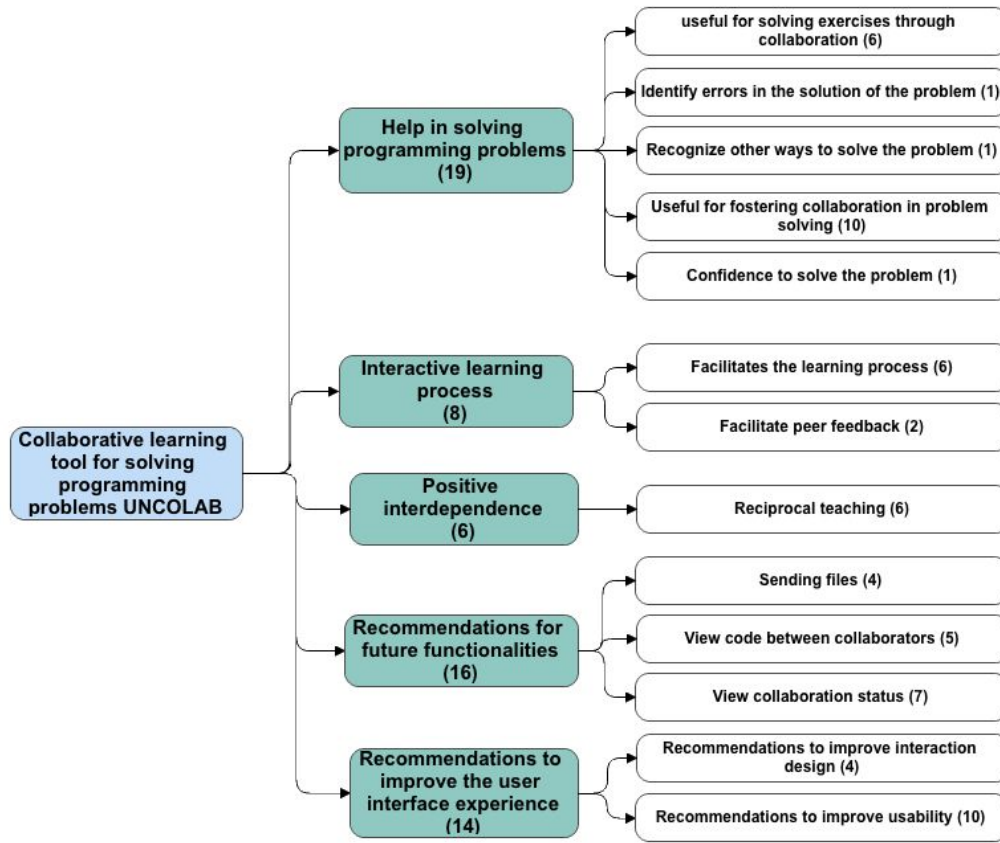 useful for solving exercises through
collaboration (6)
Identify errors in the solution of the problem (1)
Help in solving
programming problems
(19)
Recognize other ways to solve the problem (1)
Useful for fostering collaboration in problem
solving (10)
Confidence to solve the problem (1)
Interactive learning
process
(8)
Facilitates the learning process (6)
Facilitate peer feedback (2)
Collaborative learning
tool for solving
programming
problems UNCOLAB
Positive
interdependence
(6)
Reciprocal teaching (6)
Sending files (4)
Recommendations for
future functionalities
(16)
View code between collaborators (5)
View collaboration status (7)
Recommendations to
improve the user
interface experience
(14)
Recommendations to improve interaction
design (4)
Recommendations to improve usability (10)